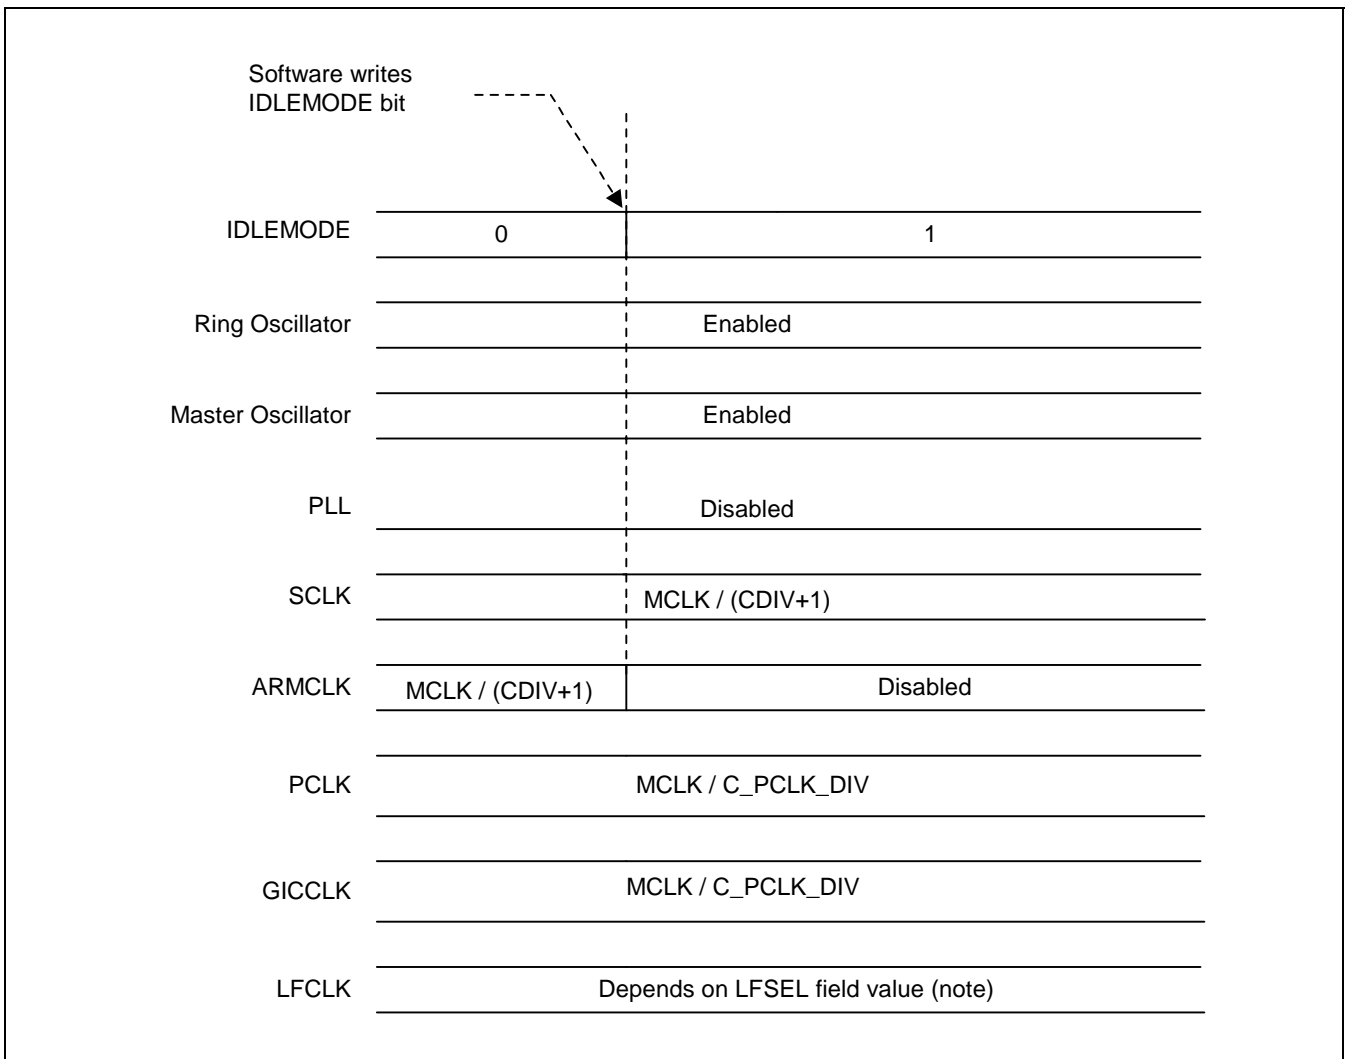 Software writes
IDLEMODE bit
IDLEMODE 0 1
Ring Oscillator Enabled
Master Oscillator Enabled
PLL Disabled
SCLK MCLK / (CDIV+1)
ARMCLK MCLK / (CDIV+1) Disabled
PCLK MCLK / C_PCLK_DIV
GICCLK MCLK / C_PCLK_DIV
LFCLK Depends on LFSEL field value (note)